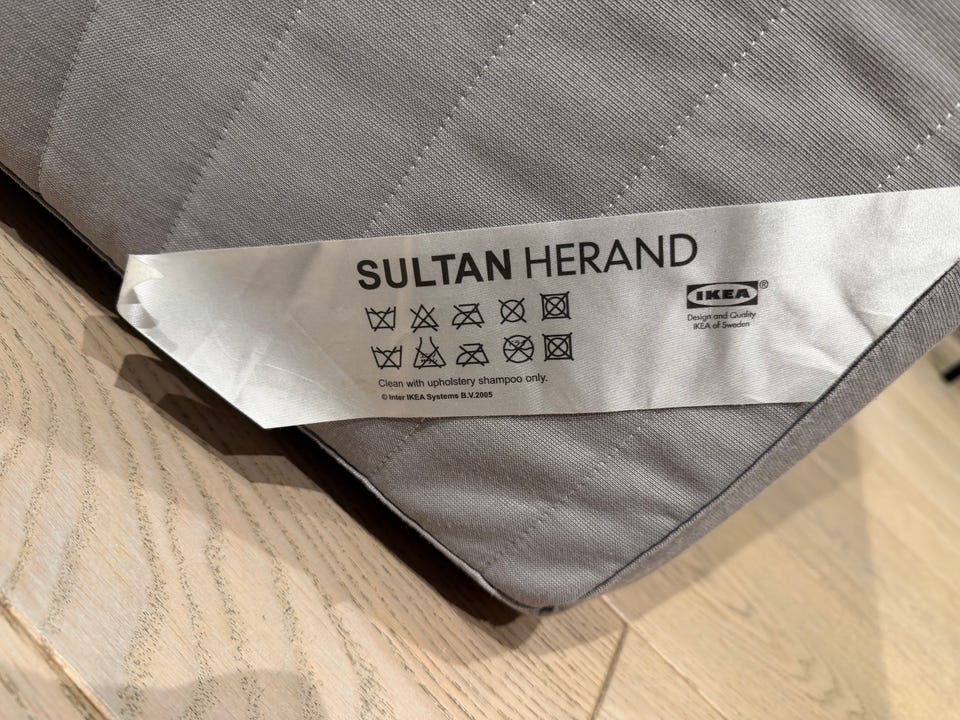 SULTAN HERAND
IKEA®
Design and Quality
IKEA of Sweden
Clean with upholstery shampoo only.
© Inter IKEA Systems B.V.2005